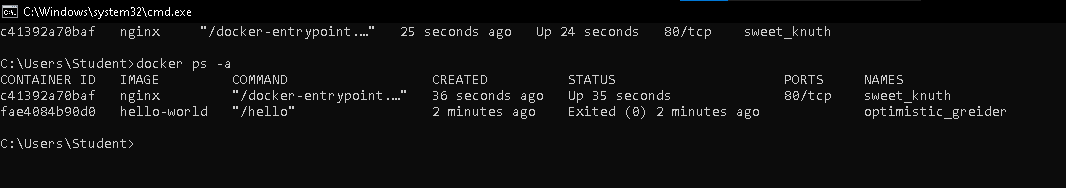 C:\Windows\system32\cmd.exe
c41392a70baf   nginx     "/docker-entrypoint.…"   25 seconds ago   Up 24 seconds   80/tcp    sweet_knuth
C:\Users\Student>docker ps -a
CONTAINER ID   IMAGE         COMMAND                  CREATED          STATUS                     PORTS     NAMES
c41392a70baf   nginx         "/docker-entrypoint.…"   36 seconds ago   Up 35 seconds              80/tcp    sweet_knuth
fae4084b90d0   hello-world   "/hello"                 2 minutes ago    Exited (0) 2 minutes ago             optimistic_greider
C:\Users\Student>